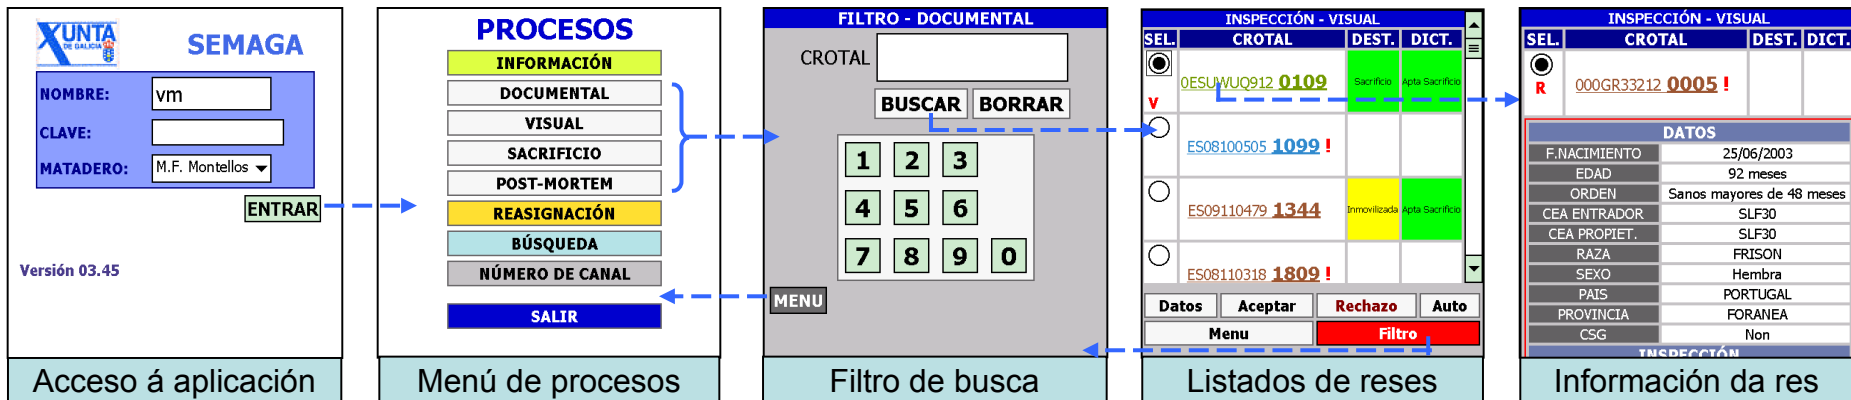 XUNTA
DE GALICIA
SEMAGA
NOMBRE: vm
CLAVE:
MATADERO: M.F. Montellos
ENTRAR
Versión 03.45
Acceso á aplicación
PROCESOS
INFORMACIÓN
DOCUMENTAL
VISUAL
SACRIFICIO
POST-MORTEM
REASIGNACIÓN
BÚSQUEDA
NÚMERO DE CANAL
SALIR
Menú de procesos
FILTRO - DOCUMENTAL
CROTAL
BUSCAR BORRAR
1 2 3
4 5 6
7 8 9 0
MENU
Filtro de busca
INSPECCIÓN - VISUAL
SEL. CROTAL DEST. DICT.
0ESUWUQ912 0109 Sacrificio Apta Sacrificio
V
ES08100505 1099 !
ES09110479 1344 Inmovilizada Apta Sacrificio
ES08110318 1809 !
Datos Aceptar Rechazo Auto
Menu Filtro
Listados de reses
INSPECCIÓN - VISUAL
SEL. CROTAL DEST. DICT.
R 000GR33212 0005 !
DATOS
F.NACIMIENTO 25/06/2003
EDAD 92 meses
ORDEN Sanos mayores de 48 meses
CEA ENTRADOR SLF30
CEA PROPIET. SLF30
RAZA FRISON
SEXO Hembra
PAIS PORTUGAL
PROVINCIA FORANEA
CSG Non
INSPECCIÓN
Información da res